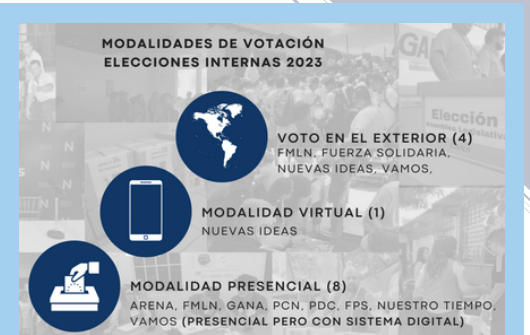 MODALIDADES DE VOTACIÓN
ELECCIONES INTERNAS 2023
GA
Elección
VOTO EN EL EXTERIOR (4)
FMLN, FUERZA SOLIDARIA,
NUEVAS IDEAS, VAMOS,
MODALIDAD VIRTUAL (1)
NUEVAS IDEAS
MODALIDAD PRESENCIAL (8)
ARENA, FMLN, GANA, PCN, PDC, FPS, NUESTRO TIEMPO,
VAMOS (PRESENCIAL PERO CON SISTEMA DIGITAL)